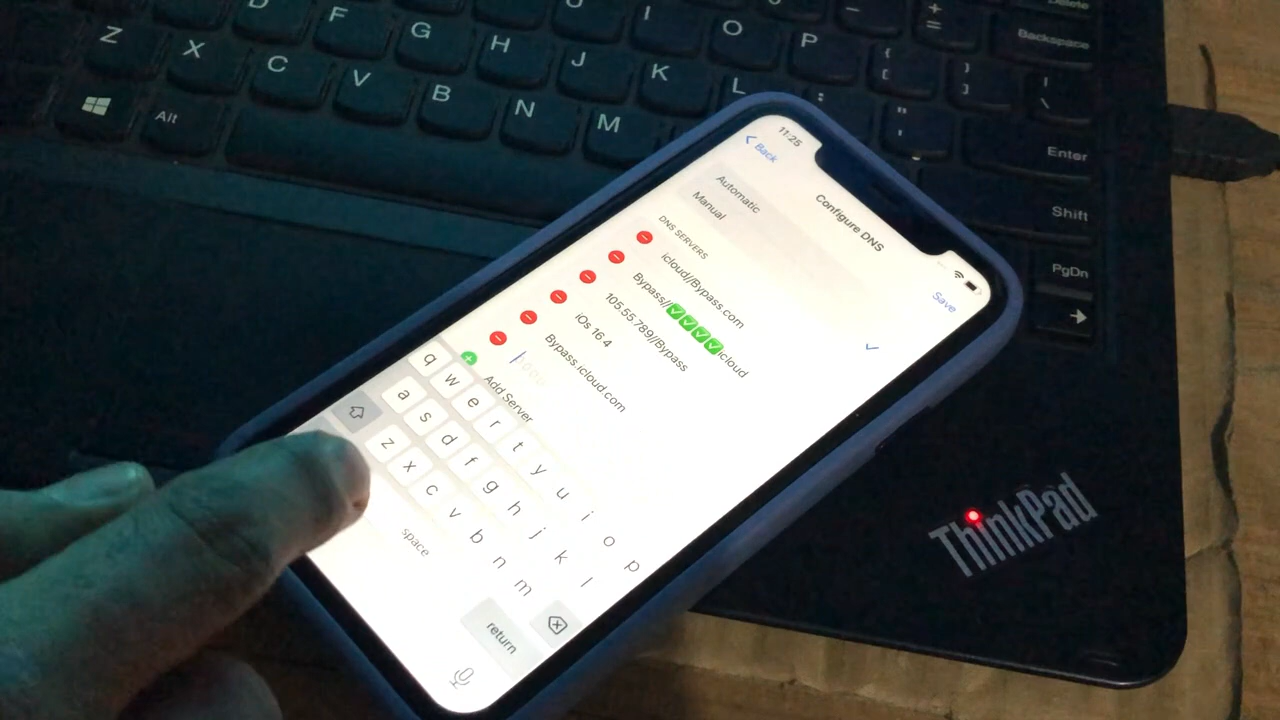 Delete
D F G H J K L
U I O P
_ -
+ =
Backspace
{ [
} ]
| \
Z X C V B N M
: ;
" '
Enter
Alt
Shift
PgDn
11:25
Back
Configure DNS
Save
Automatic
Manual
DNS SERVERS
icloud//Bypass.com
Bypass//✅✅✅✅icloud
105.55.789//Bypass
iOs 16 4
Bypass.icloud.com
Add Server
q w e r t y u i o p
a s d f g h j k l
z x c v b n m
space
return
ThinkPad